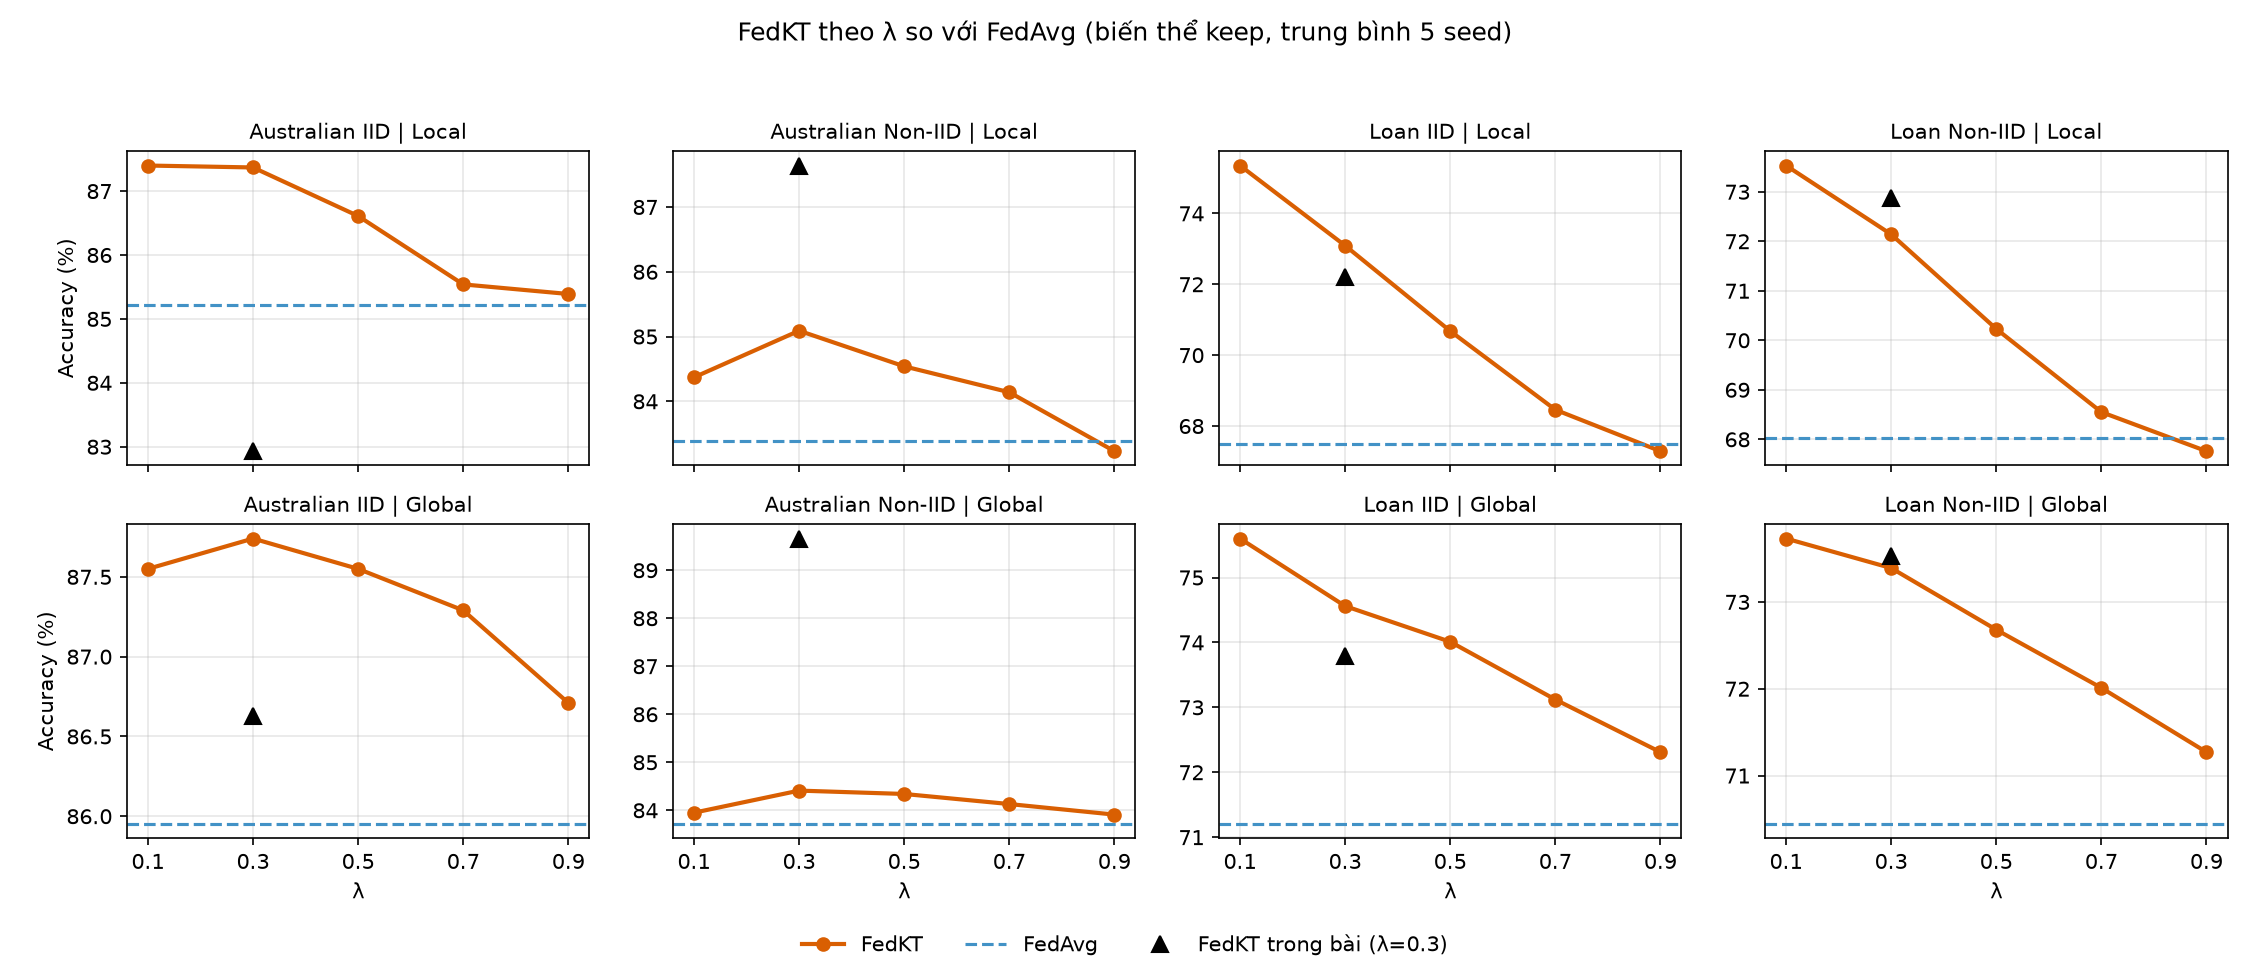 FedKT theo λ so với FedAvg (biến thể keep, trung bình 5 seed)
Australian IID | Local
Australian Non-IID | Local
Loan IID | Local
Loan Non-IID | Local
Accuracy (%)
87
86
85
84
83
87
86
85
84
74
72
70
68
73
72
71
70
69
68
Australian IID | Global
Australian Non-IID | Global
Loan IID | Global
Loan Non-IID | Global
Accuracy (%)
87.5
87.0
86.5
86.0
89
88
87
86
85
84
75
74
73
72
71
73
72
71
0.1 0.3 0.5 0.7 0.9
0.1 0.3 0.5 0.7 0.9
0.1 0.3 0.5 0.7 0.9
0.1 0.3 0.5 0.7 0.9
λ
λ
λ
λ
FedKT
FedAvg
FedKT trong bài (λ=0.3)